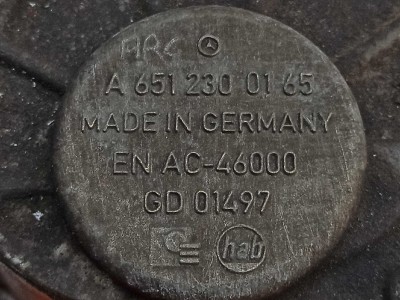 A 651 230 01 65
MADE IN GERMANY
EN AC-46000
GD 01497
hab